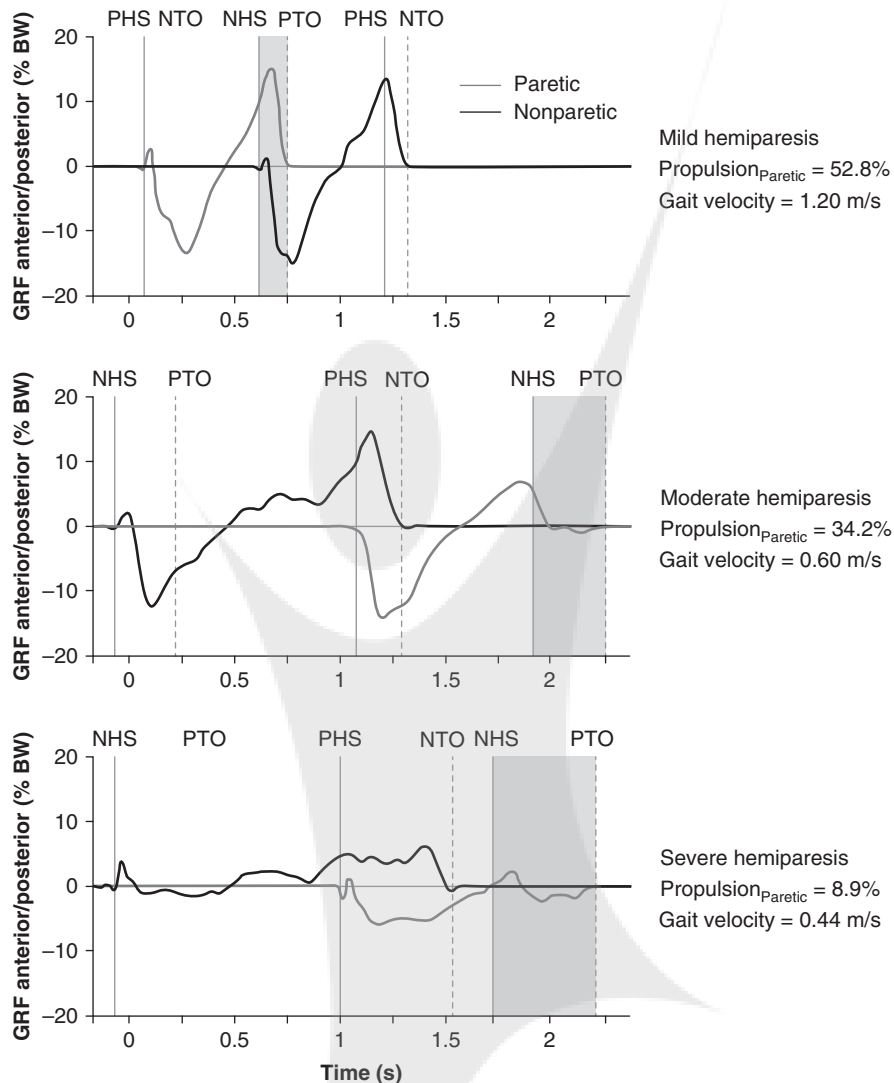 PHS NTO NHS PTO PHS NTO
20
10
0
−10
−20
GRF anterior/posterior (% BW)
Paretic
Nonparetic
0 0.5 1 1.5 2
Mild hemiparesis
Propulsion_Paretic = 52.8%
Gait velocity = 1.20 m/s
NHS PTO PHS NTO NHS PTO
20
10
0
−10
−20
GRF anterior/posterior (% BW)
0 0.5 1 1.5 2
Moderate hemiparesis
Propulsion_Paretic = 34.2%
Gait velocity = 0.60 m/s
NHS PTO PHS NTO NHS PTO
20
10
0
−10
−20
GRF anterior/posterior (% BW)
0 0.5 1 1.5 2
Time (s)
Severe hemiparesis
Propulsion_Paretic = 8.9%
Gait velocity = 0.44 m/s